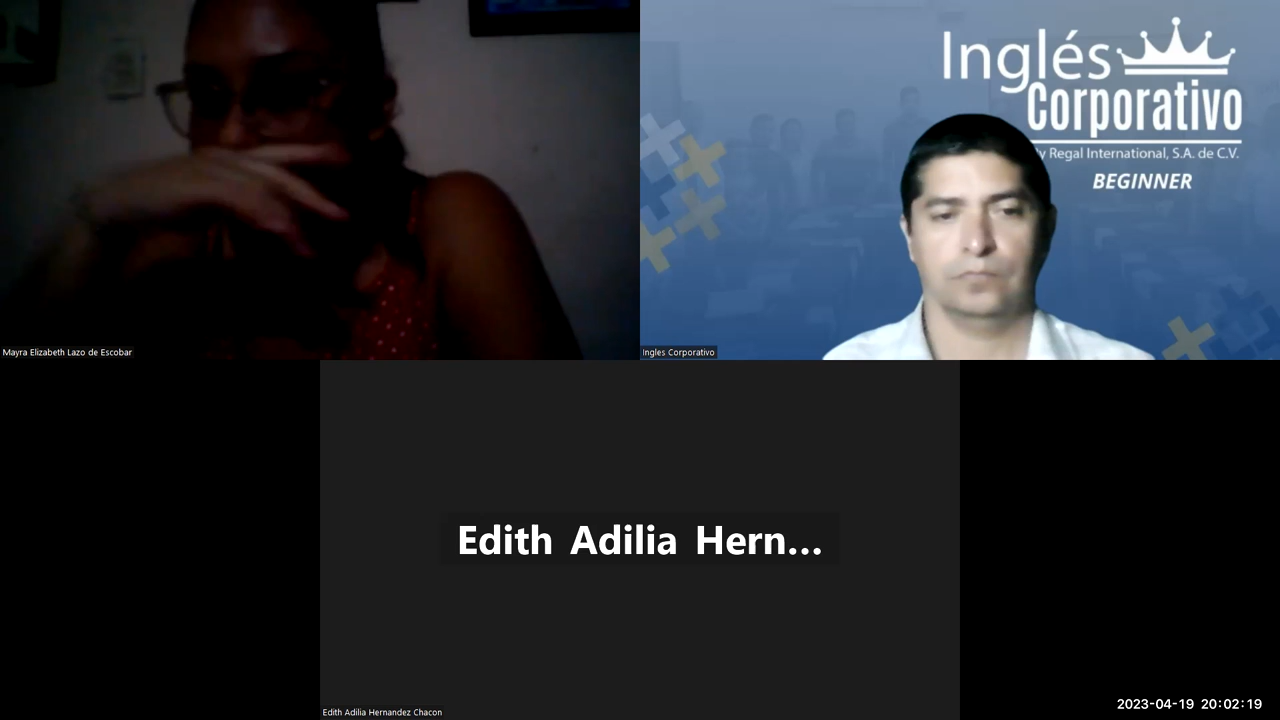 Inglés
Corporativo
y Regal International, S.A. de C.V.
BEGINNER
Mayra Elizabeth Lazo de Escobar
Ingles Corporativo
Edith Adilia Hern...
Edith Adilia Hernandez Chacon
2023-04-19 20:02:19